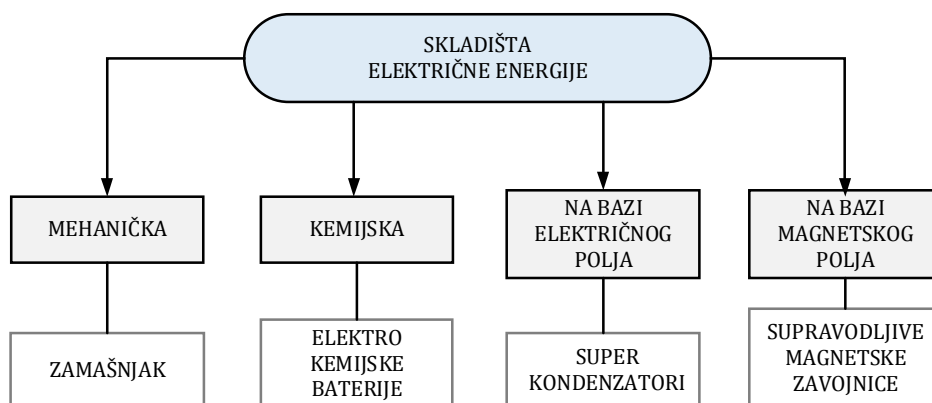 SKLADIŠTA
ELEKTRIČNE ENERGIJE
MEHANIČKA
KEMIJSKA
NA BAZI
ELEKTRIČNOG
POLJA
NA BAZI
MAGNETSKOG
POLJA
ZAMAŠNJAK
ELEKTRO
KEMIJSKE
BATERIJE
SUPER
KONDENZATORI
SUPRAVODLJIVE
MAGNETSKE
ZAVOJNICE